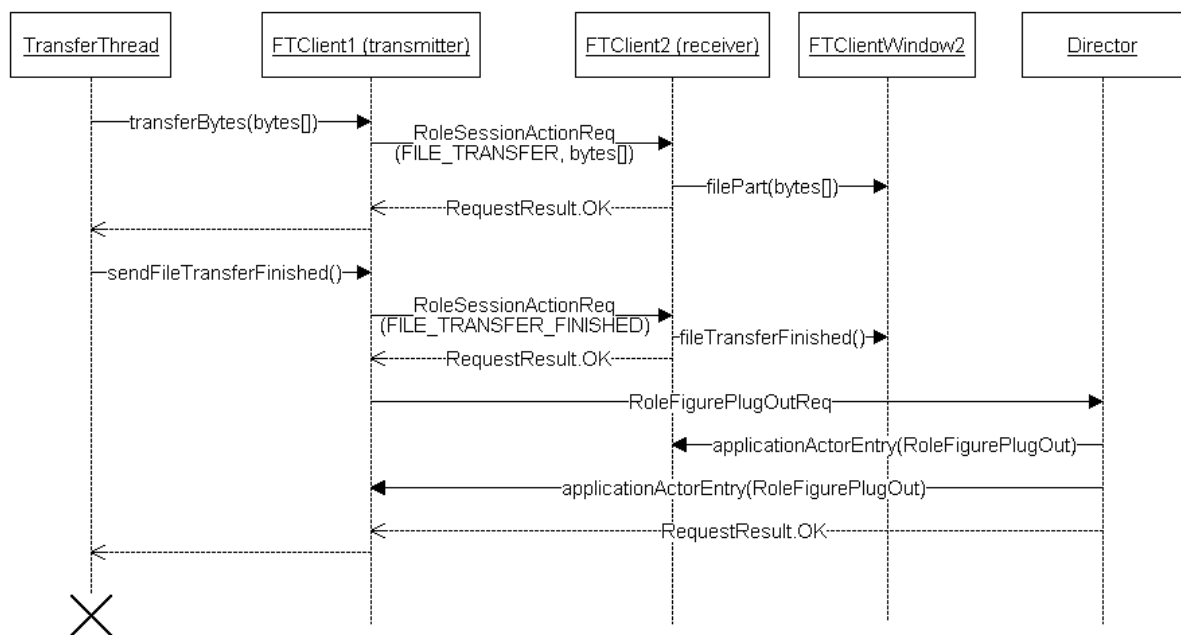 TransferThread
FTClient1 (transmitter)
FTClient2 (receiver)
FTClientWindow2
Director
transferBytes(bytes[])
RoleSessionActionReq
(FILE_TRANSFER, bytes[])
filePart(bytes[])
RequestResult.OK
sendFileTransferFinished()
RoleSessionActionReq
(FILE_TRANSFER_FINISHED)
fileTransferFinished()
RequestResult.OK
RoleFigurePlugOutReq
applicationActorEntry(RoleFigurePlugOut)
applicationActorEntry(RoleFigurePlugOut)
RequestResult.OK